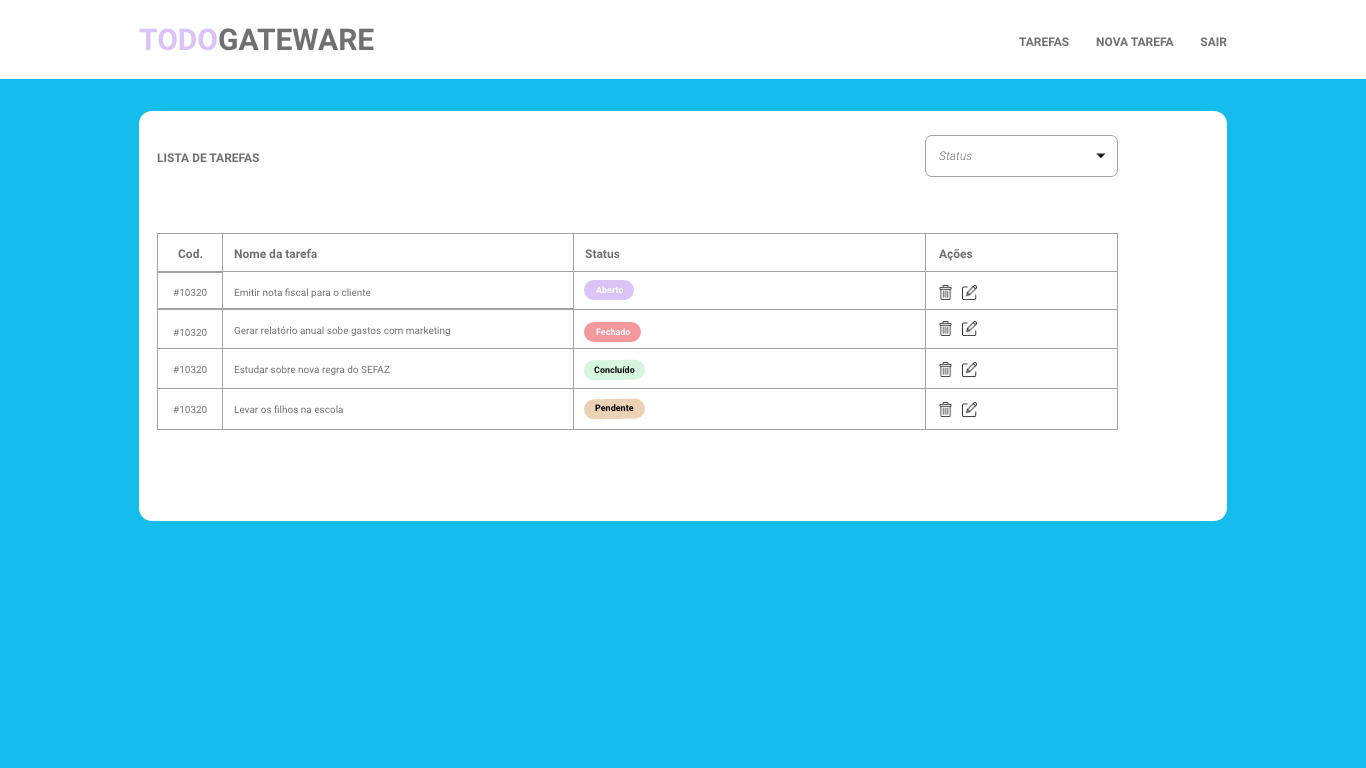 TODOGATEWARE
TAREFAS NOVA TAREFA SAIR
LISTA DE TAREFAS
Status
Cod. Nome da tarefa Status Ações
#10320 Emitir nota fiscal para o cliente Aberto
#10320 Gerar relatório anual sobe gastos com marketing Fechado
#10320 Estudar sobre nova regra do SEFAZ Concluído
#10320 Levar os filhos na escola Pendente